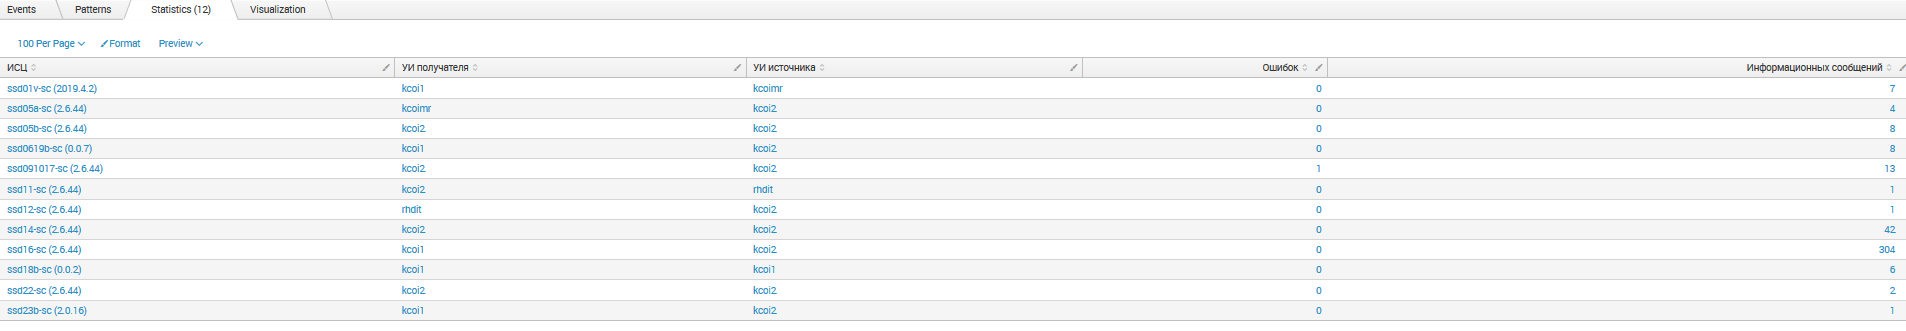 Events Patterns Statistics (12) Visualization
100 Per Page Format Preview
ИСЦ УИ получателя УИ источника Ошибок Информационных сообщений
ssd01v-sc (2019.4.2) kcoi1 kcoimr 0 7
ssd05a-sc (2.6.44) kcoimr kcoi2 0 4
ssd05b-sc (2.6.44) kcoi2 kcoi2 0 8
ssd0619b-sc (0.0.7) kcoi1 kcoi2 0 8
ssd091017-sc (2.6.44) kcoi2 kcoi2 1 13
ssd11-sc (2.6.44) kcoi2 rhdit 0 1
ssd12-sc (2.6.44) rhdit kcoi2 0 1
ssd14-sc (2.6.44) kcoi2 kcoi2 0 42
ssd16-sc (2.6.44) kcoi1 kcoi2 0 304
ssd18b-sc (0.0.2) kcoi1 kcoi1 0 6
ssd22-sc (2.6.44) kcoi2 kcoi2 0 2
ssd23b-sc (2.0.16) kcoi1 kcoi2 0 1